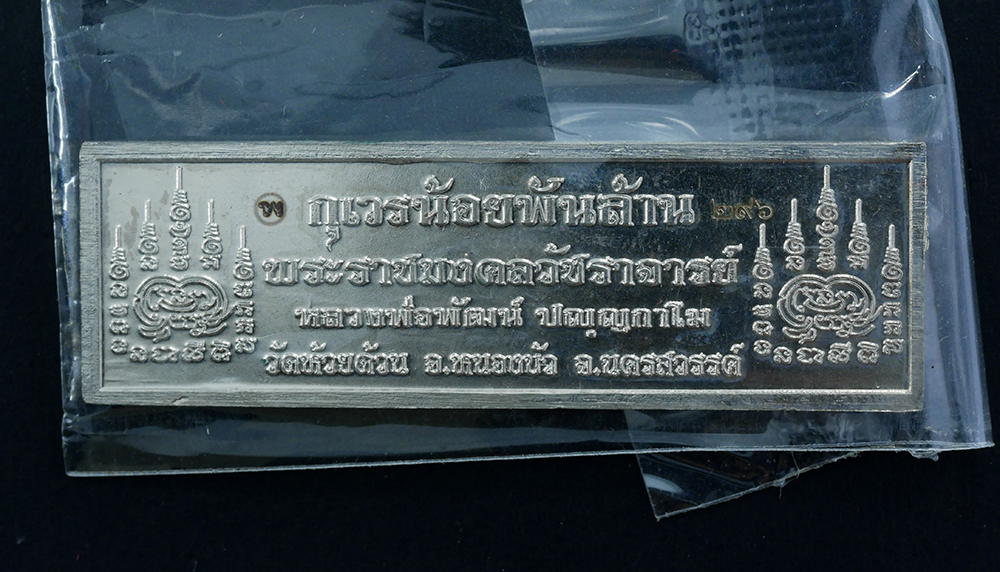 พ กุเวรน้อยพันล้าน ๒๙๖
พระราชมงคลวัชราจารย์
หลวงพ่อพัฒน์ ปญฺญกาโม
วัดห้วยด้วน อ.หนองบัว จ.นครสวรรค์